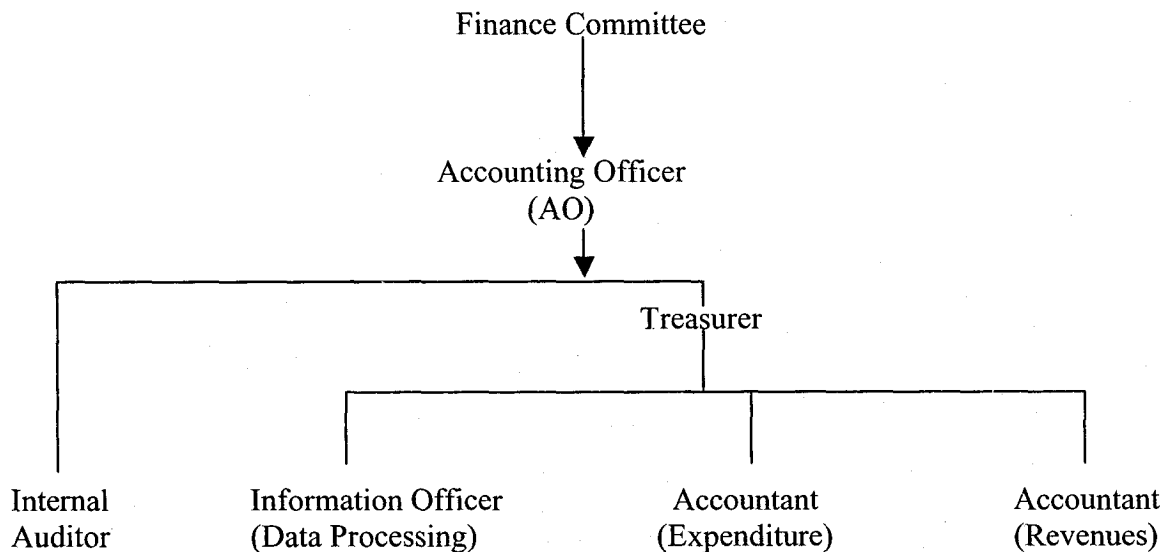 Finance Committee
Accounting Officer
(AO)
Treasurer
Internal
Auditor
Information Officer
(Data Processing)
Accountant
(Expenditure)
Accountant
(Revenues)